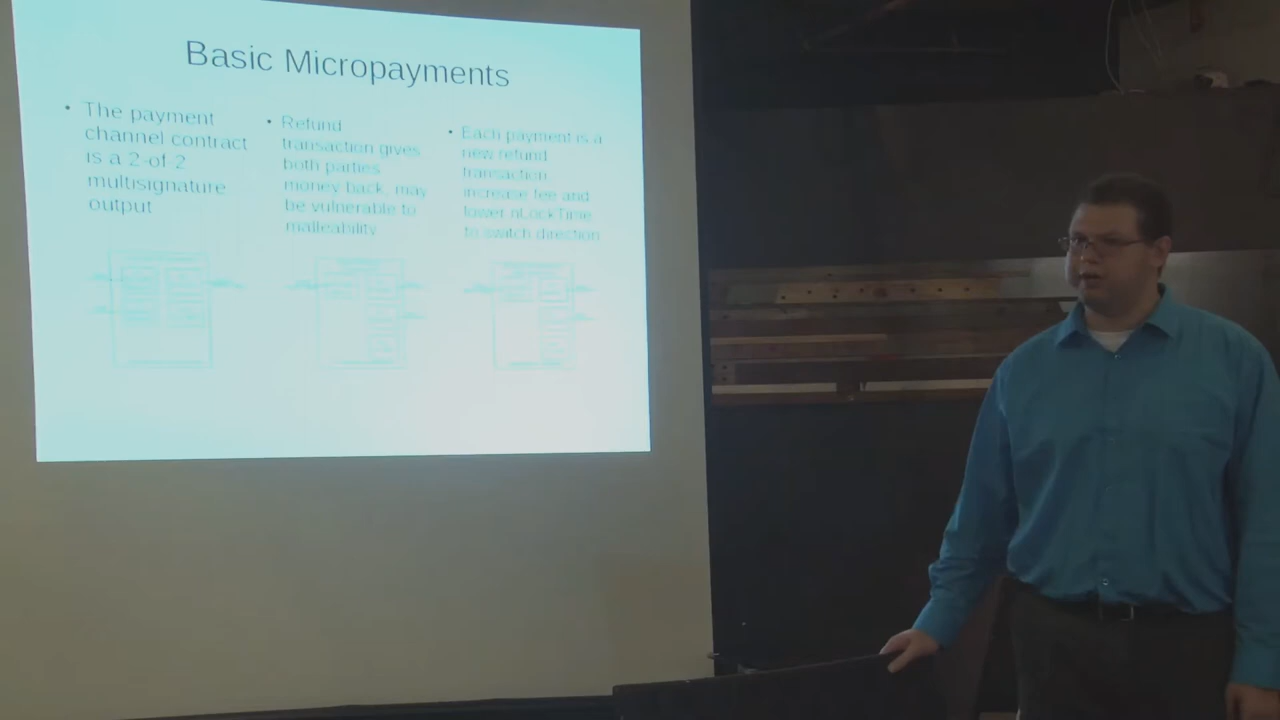 Basic Micropayments
• The payment
channel contract
is a 2-of-2
multisignature
output
• Refund
transaction gives
both parties
money back, may
be vulnerable to
malleability
• Each payment is a
new refund
transaction
increase fee and
lower nLockTime
to switch direction